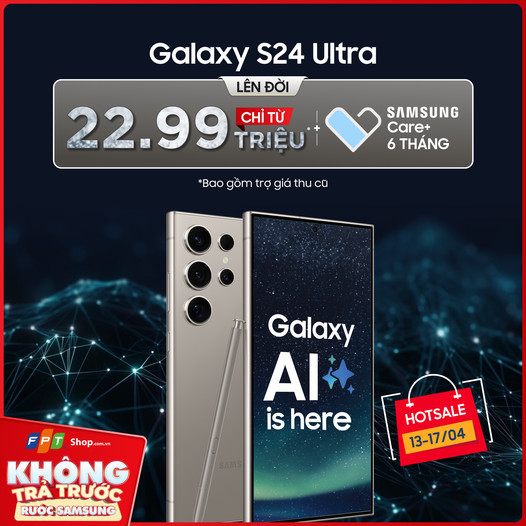 Galaxy S24 Ultra
LÊN ĐỜI
22.99
CHỈ TỪ
TRIỆU*
+
SAMSUNG
Care+
6 THÁNG
*Bao gồm trợ giá thu cũ
Galaxy
AI
is here
SAMSUNG
HOTSALE
13-17/04
FPT Shop.com.vn
KHÔNG
TRẢ TRƯỚC
RƯỚC SAMSUNG